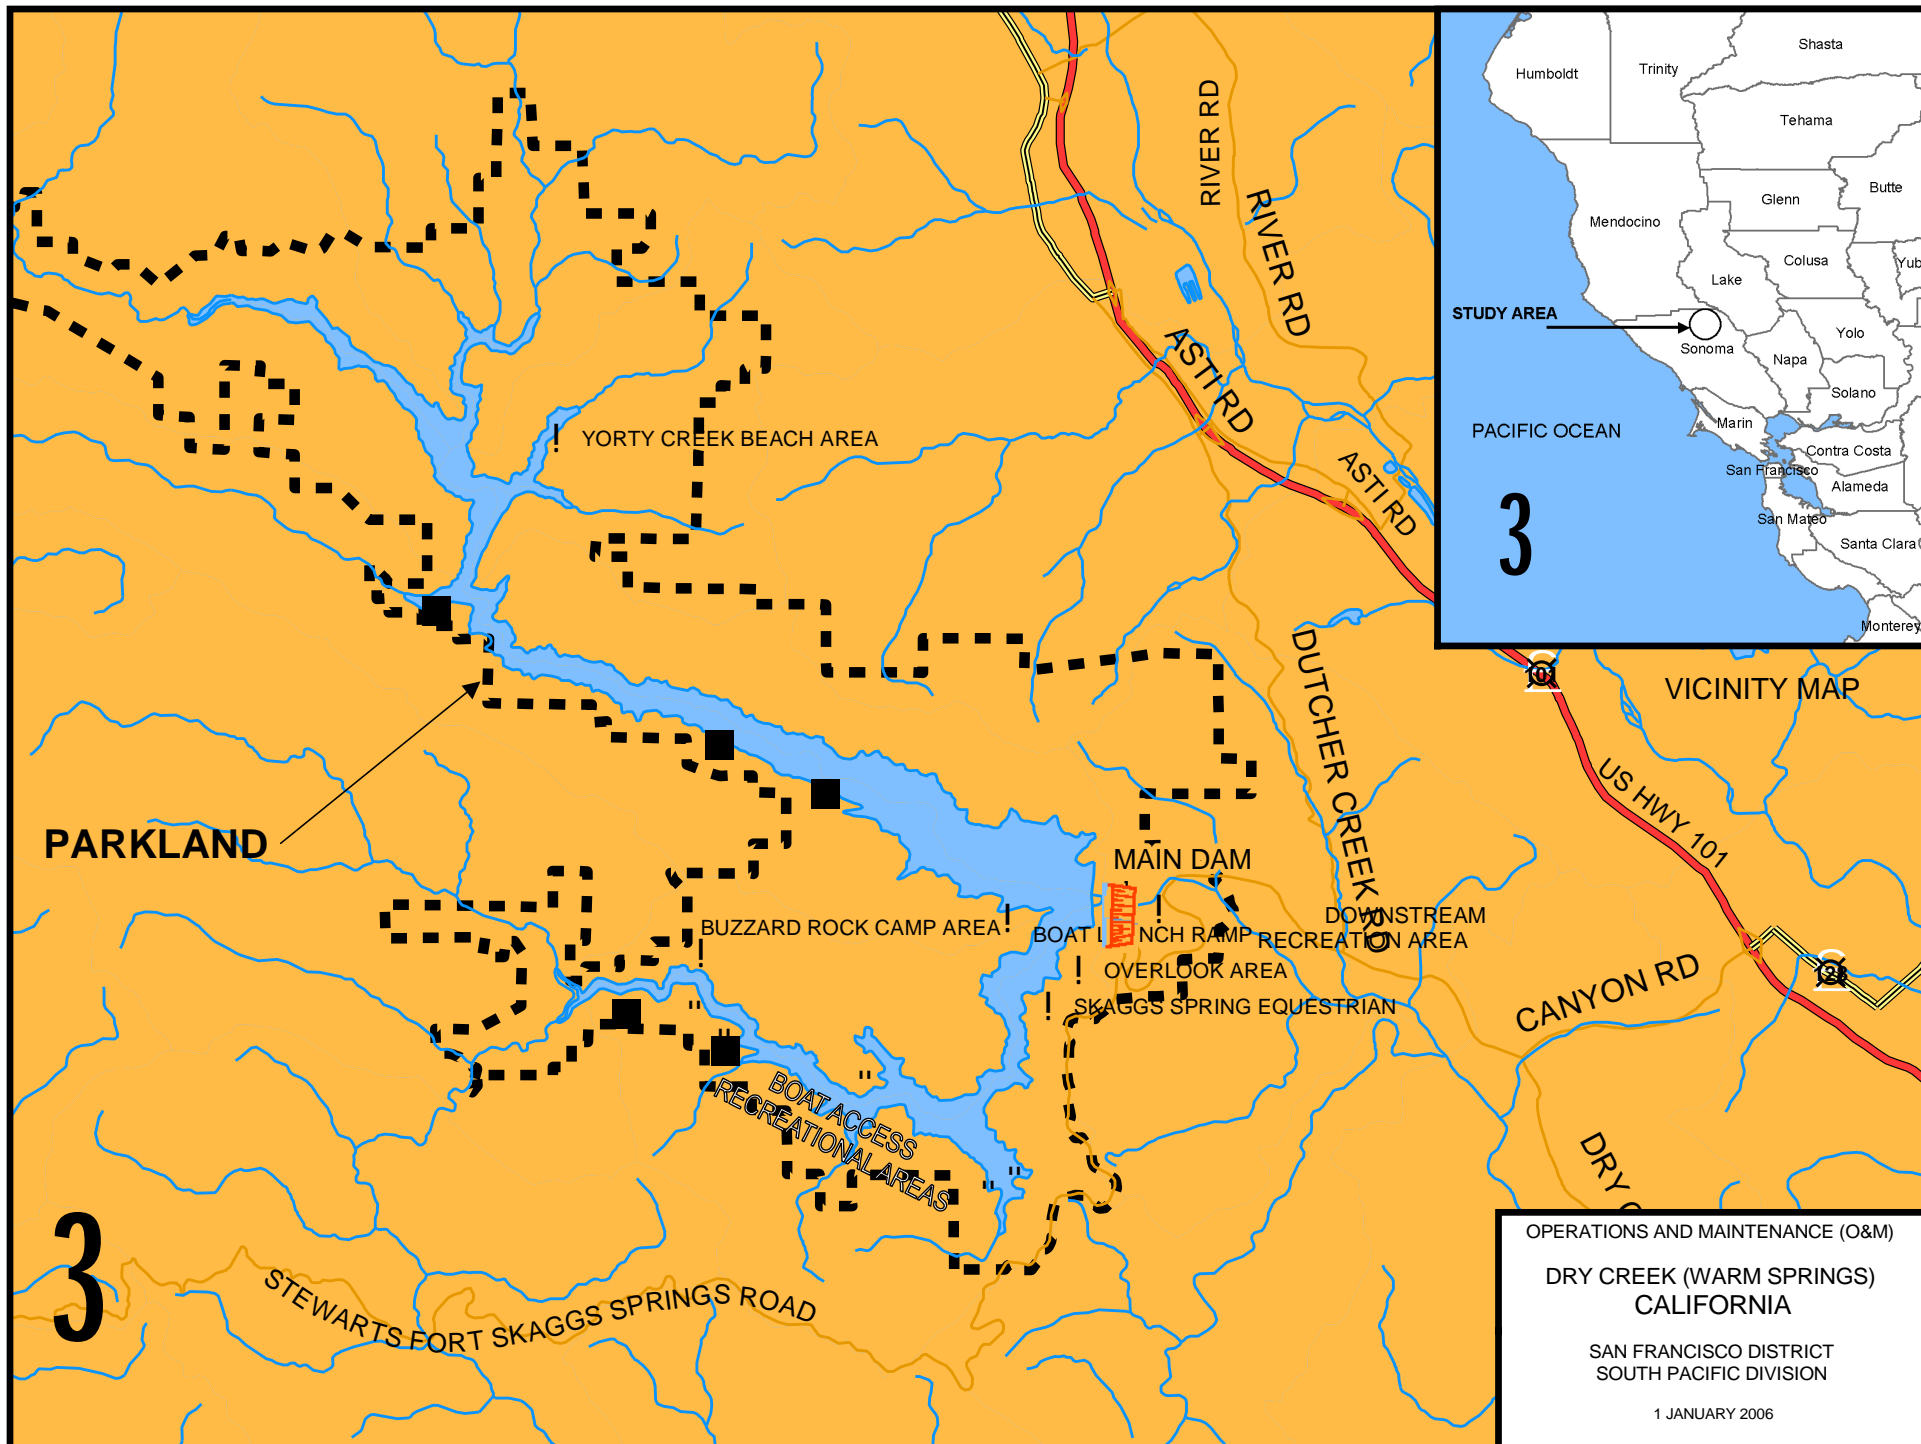 RIVER RD
RIVER RD
ASTI RD
ASTI RD
YORTY CREEK BEACH AREA
DUTCHER CREEK RD
PARKLAND
MAIN DAM
BUZZARD ROCK CAMP AREA
DOWNSTREAM
RECREATION AREA
BOAT L NCH RAMP
OVERLOOK AREA
SKAGGS SPRING EQUESTRIAN
BOAT ACCESS
RECREATIONAL AREAS
US HWY 101
101
128
CANYON RD
DRY C
STEWARTS FORT SKAGGS SPRINGS ROAD
3
Humboldt
Trinity
Shasta
Tehama
Mendocino
Glenn
Butte
Lake
Colusa
Yub
STUDY AREA
Sonoma
Napa
Yolo
Solano
PACIFIC OCEAN
Marin
Contra Costa
San Francisco
Alameda
San Mateo
Santa Clara
Monterey
3
VICINITY MAP
OPERATIONS AND MAINTENANCE (O&M)
DRY CREEK (WARM SPRINGS)
CALIFORNIA
SAN FRANCISCO DISTRICT
SOUTH PACIFIC DIVISION
1 JANUARY 2006